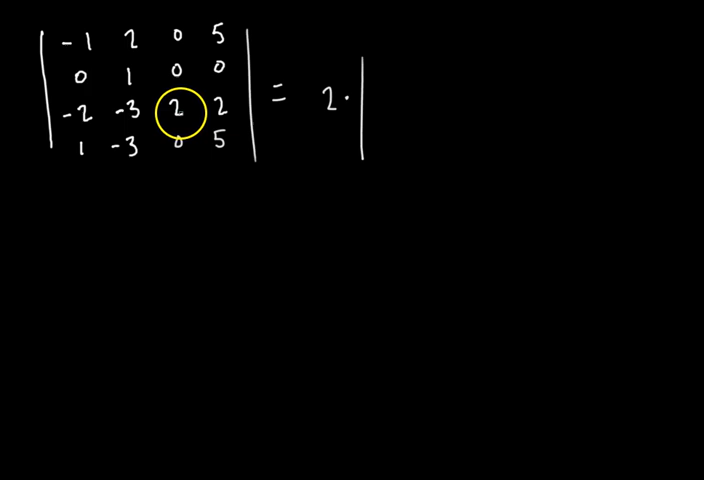 | -1 2 0 5 |
| 0 1 0 0 |
| -2 -3 2 2 | = 2 · |
| 1 -3 0 5 |